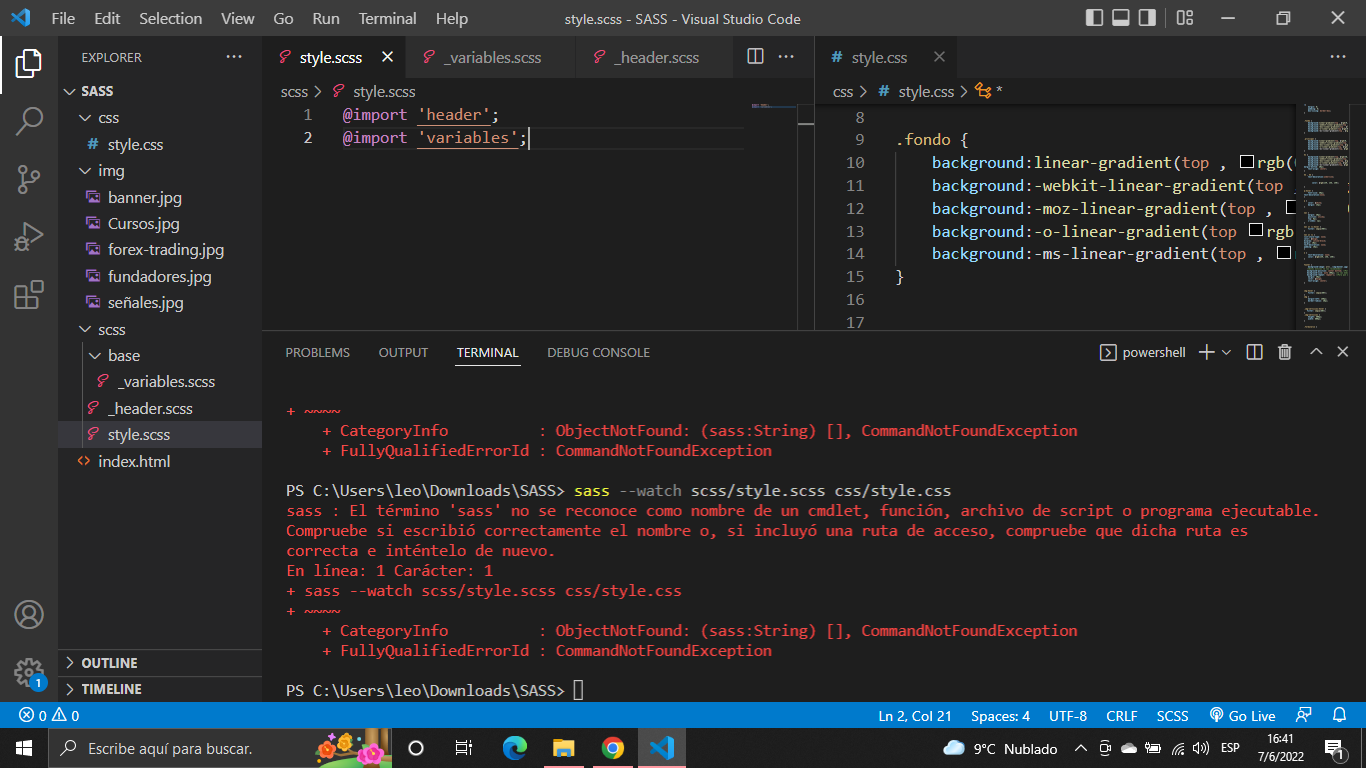 File Edit Selection View Go Run Terminal Help
style.scss - SASS - Visual Studio Code
EXPLORER
SASS
css
style.css
img
banner.jpg
Cursos.jpg
forex-trading.jpg
fundadores.jpg
señales.jpg
scss
base
_variables.scss
_header.scss
style.scss
index.html
OUTLINE
TIMELINE
style.scss _variables.scss _header.scss
scss > style.scss
1 @import 'header';
2 @import 'variables';
style.css
css > style.css > *
8
9 .fondo {
10 background:linear-gradient(top , rgb(
11 background:-webkit-linear-gradient(top
12 background:-moz-linear-gradient(top ,
13 background:-o-linear-gradient(top rgb
14 background:-ms-linear-gradient(top ,
15 }
16
17
PROBLEMS OUTPUT TERMINAL DEBUG CONSOLE
powershell
+ ~~~~
+ CategoryInfo : ObjectNotFound: (sass:String) [], CommandNotFoundException
+ FullyQualifiedErrorId : CommandNotFoundException
PS C:\Users\leo\Downloads\SASS> sass --watch scss/style.scss css/style.css
sass : El término 'sass' no se reconoce como nombre de un cmdlet, función, archivo de script o programa ejecutable.
Compruebe si escribió correctamente el nombre o, si incluyó una ruta de acceso, compruebe que dicha ruta es
correcta e inténtelo de nuevo.
En línea: 1 Carácter: 1
+ sass --watch scss/style.scss css/style.css
+ ~~~~
+ CategoryInfo : ObjectNotFound: (sass:String) [], CommandNotFoundException
+ FullyQualifiedErrorId : CommandNotFoundException
PS C:\Users\leo\Downloads\SASS>
1
0 0
Ln 2, Col 21 Spaces: 4 UTF-8 CRLF SCSS Go Live
Escribe aquí para buscar.
9°C Nublado
ESP
16:41
7/6/2022
1